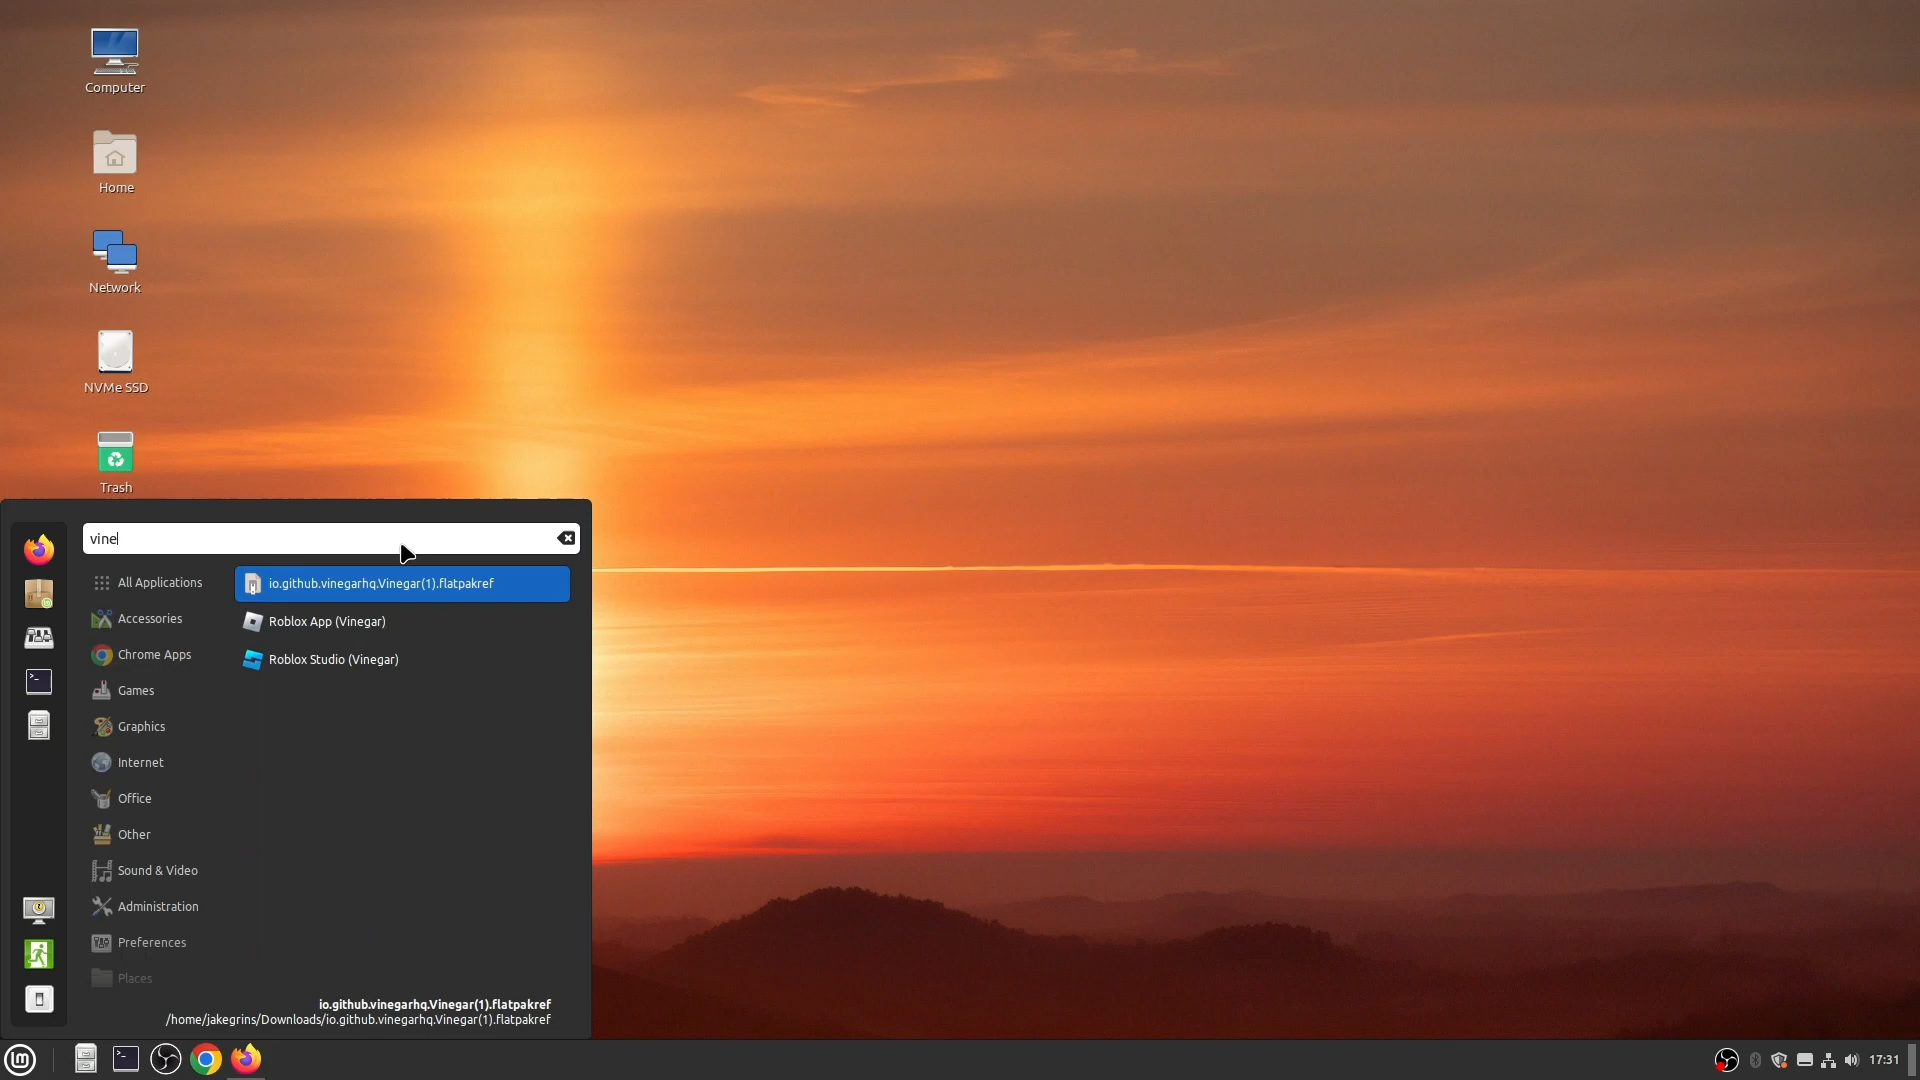 Computer
Home
Network
NVMe SSD
Trash
vine
All Applications
Accessories
Chrome Apps
Games
Graphics
Internet
Office
Other
Sound & Video
Administration
Preferences
Places
io.github.vinegarhq.Vinegar(1).flatpakref
Roblox App (Vinegar)
Roblox Studio (Vinegar)
io.github.vinegarhq.Vinegar(1).flatpakref
/home/jakegrins/Downloads/io.github.vinegarhq.Vinegar(1).flatpakref
lm
17:31